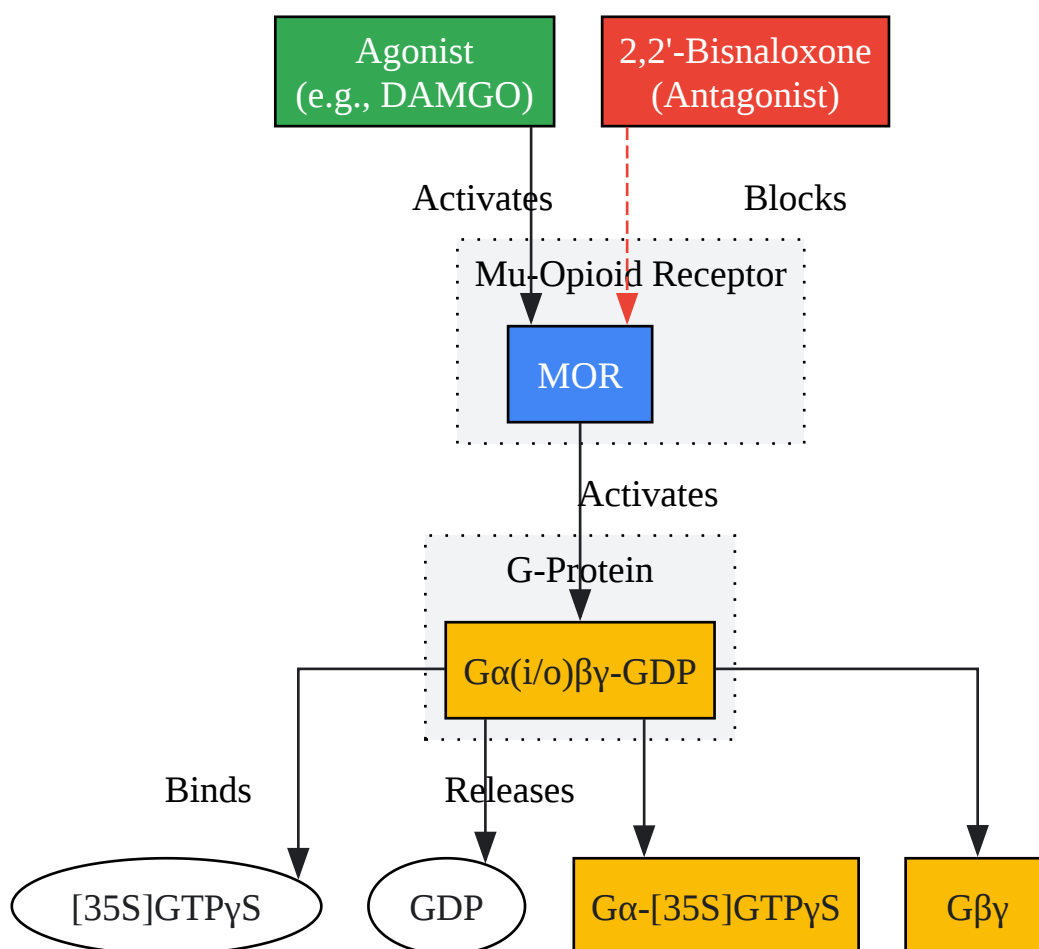 Agonist
(e.g., DAMGO)
2,2'-Bisnaloxone
(Antagonist)
Activates
Blocks
Mu-Opioid Receptor
MOR
Activates
G-Protein
Gα(i/o)βγ-GDP
Binds
Releases
[35S]GTPγS
GDP
Gα-[35S]GTPγS
Gβγ